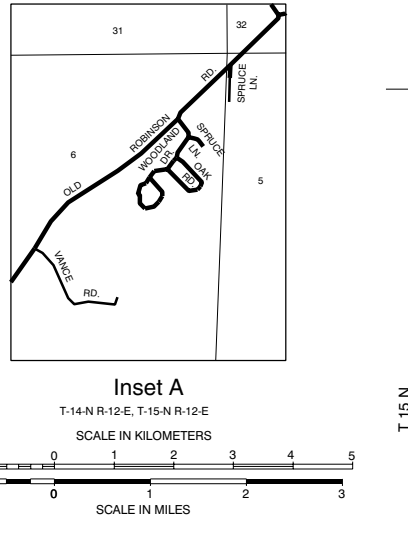 31
32
RD.
SPRUCE
LN.
ROBINSON
WOODLAND
DR.
SPRUCE
LN.
OAK
RD.
6
5
OLD
VANCE
RD.
Inset A
T-14-N R-12-E, T-15-N R-12-E
SCALE IN KILOMETERS
0 1 2 3 4 5
0 1 2 3
SCALE IN MILES
T 15 N